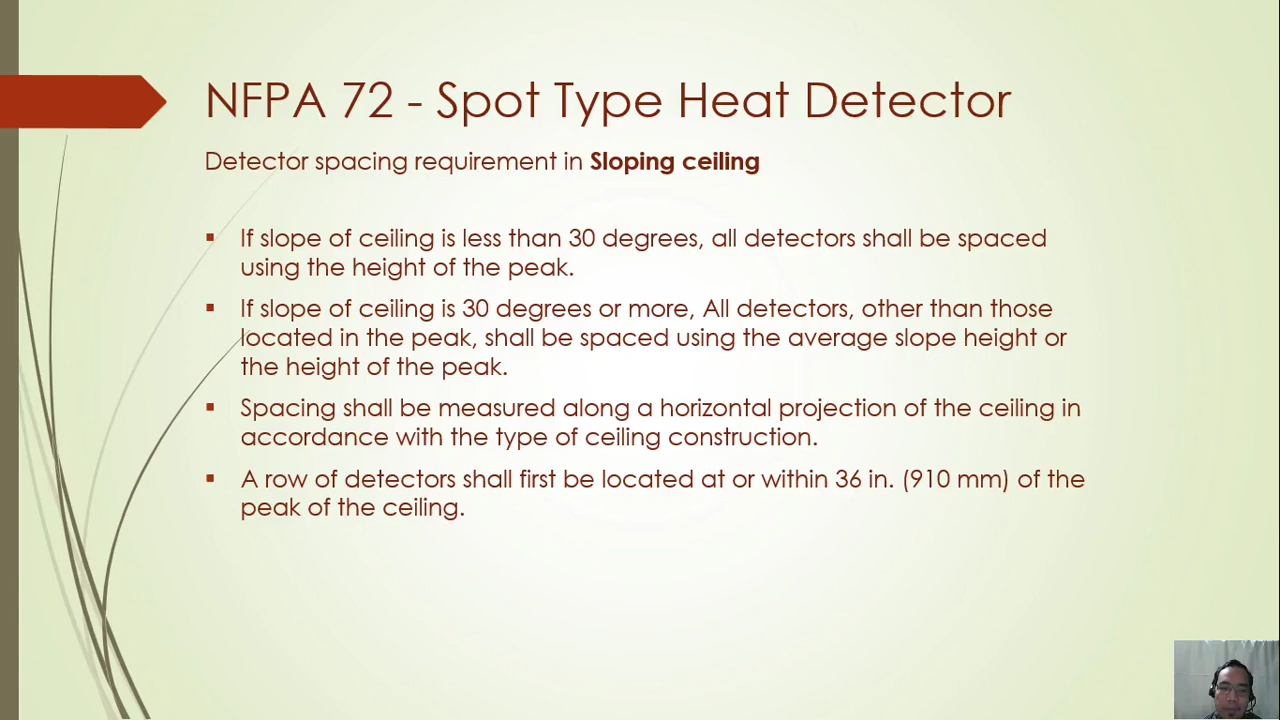 NFPA 72 - Spot Type Heat Detector
Detector spacing requirement in Sloping ceiling
If slope of ceiling is less than 30 degrees, all detectors shall be spaced
using the height of the peak.
If slope of ceiling is 30 degrees or more, All detectors, other than those
located in the peak, shall be spaced using the average slope height or
the height of the peak.
Spacing shall be measured along a horizontal projection of the ceiling in
accordance with the type of ceiling construction.
A row of detectors shall first be located at or within 36 in. (910 mm) of the
peak of the ceiling.